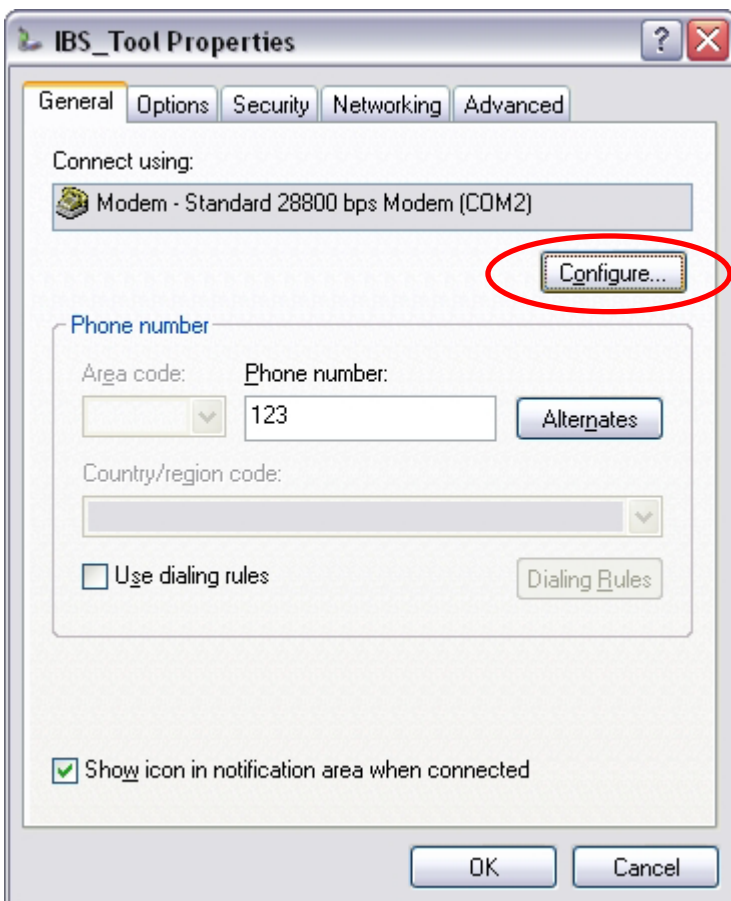 IBS_Tool Properties
General Options Security Networking Advanced
Connect using:
Modem - Standard 28800 bps Modem (COM2)
Configure...
Phone number
Area code: Phone number:
123 Alternates
Country/region code:
Use dialing rules Dialing Rules
Show icon in notification area when connected
OK Cancel